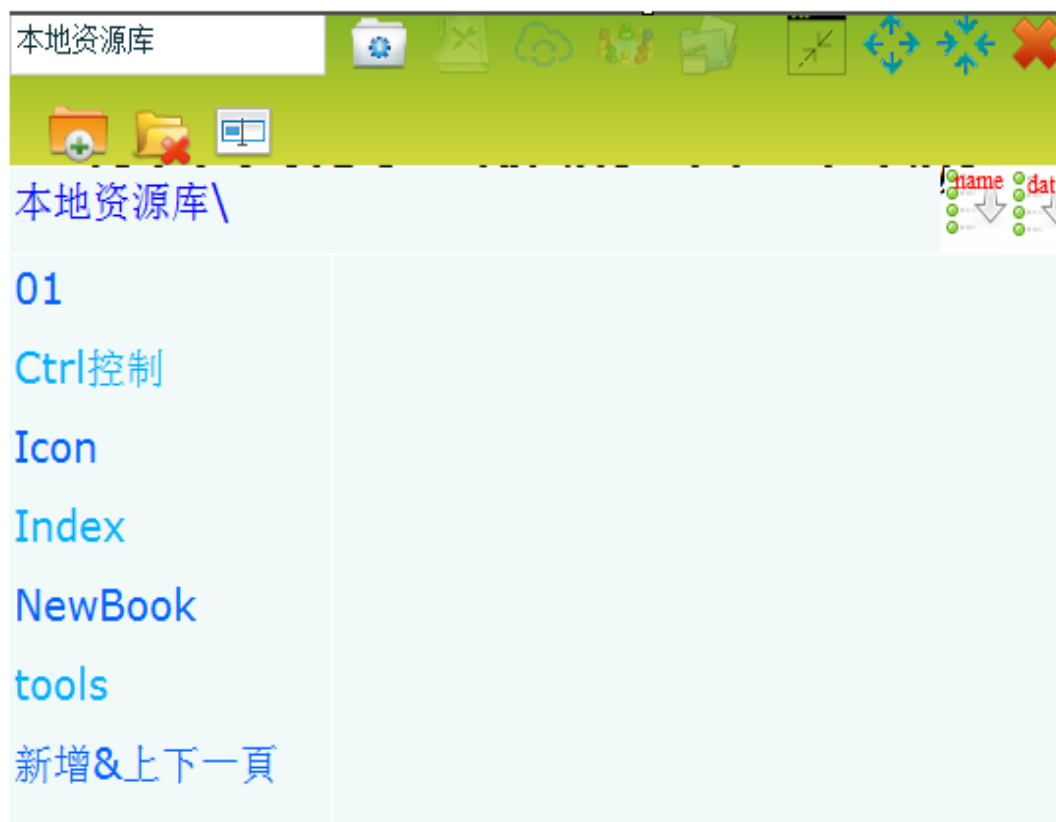 本地资源库
本地资源库\
name
dat
01
Ctrl控制
Icon
Index
NewBook
tools
新增&上下一頁